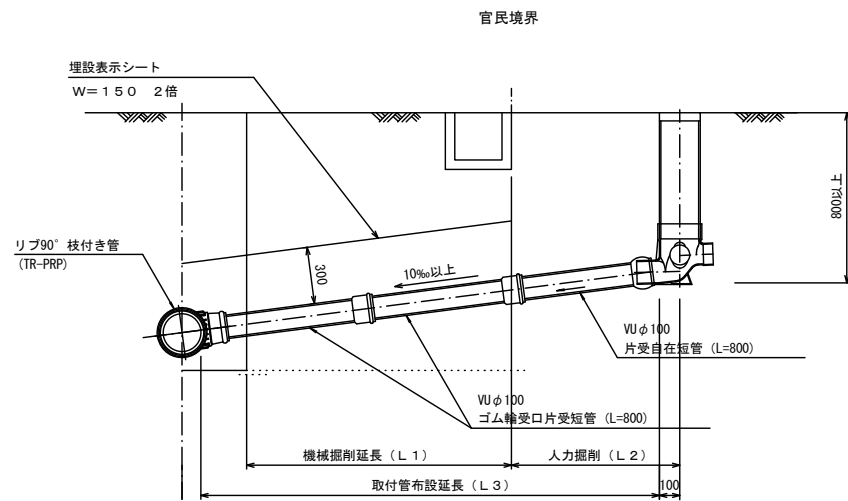 官民境界
埋設表示シート
W=150 2倍
800以上
リブ90°枝付き管
(TR-PRP)
300
10‰以上
VUφ100
片受自在短管 (L=800)
VUφ100
ゴム輪受口片受短管 (L=800)
機械掘削延長(L1)
人力掘削(L2)
取付管布設延長(L3)
100